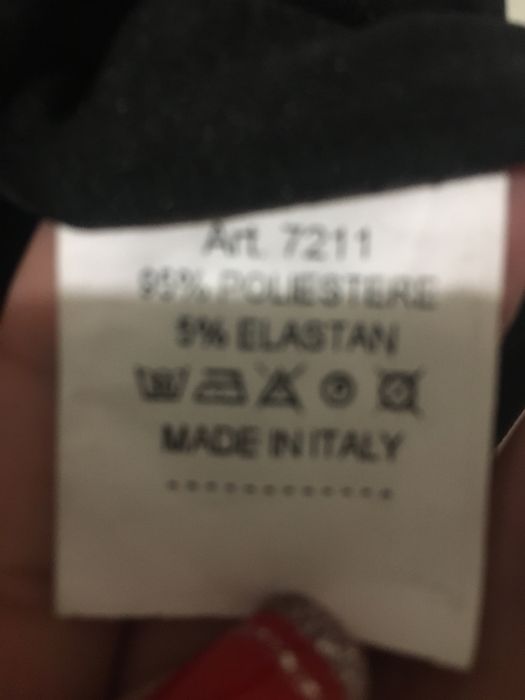 Art. 7211
95% POLIESTERE
5% ELASTAN
MADE IN ITALY